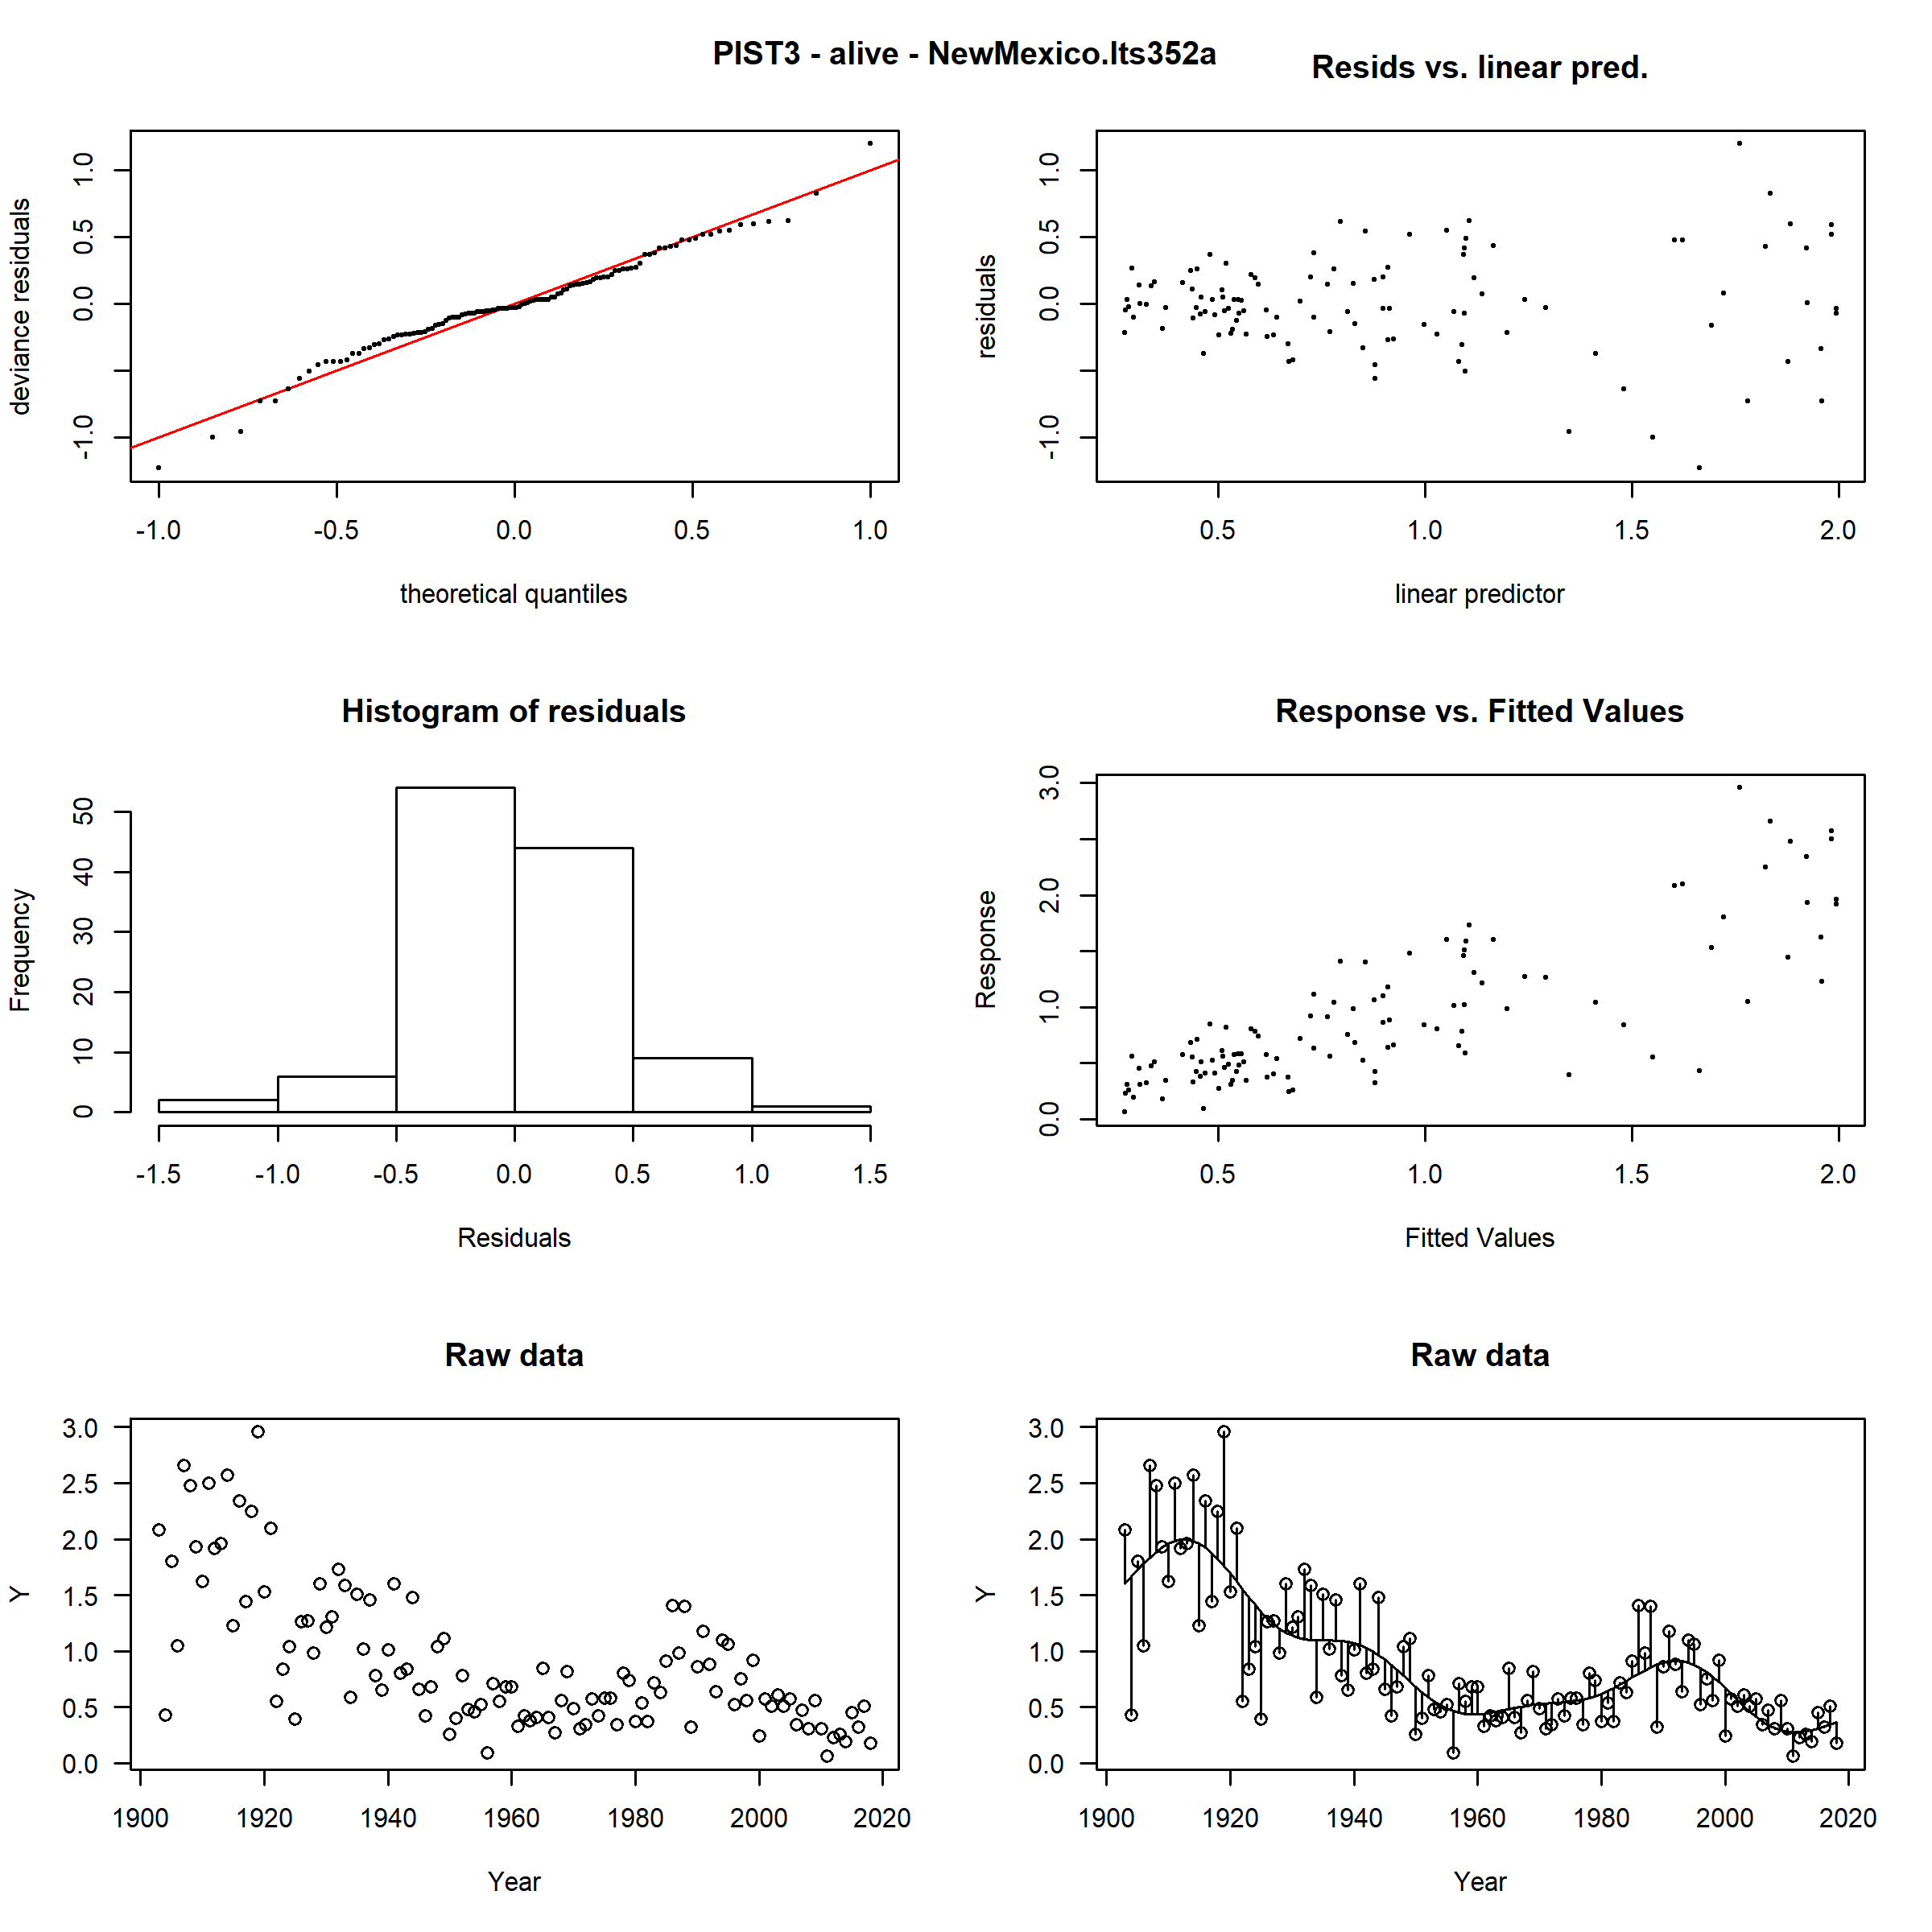 PIST3 - alive - NewMexico.lts352a
Resids vs. linear pred.
deviance residuals
-1.0 0.0 0.5 1.0
-1.0 -0.5 0.0 0.5 1.0
theoretical quantiles
residuals
-1.0 0.0 0.5 1.0
0.5 1.0 1.5 2.0
linear predictor
Histogram of residuals
Frequency
0 10 20 30 40 50
-1.5 -1.0 -0.5 0.0 0.5 1.0 1.5
Residuals
Response vs. Fitted Values
Response
0.0 1.0 2.0 3.0
0.5 1.0 1.5 2.0
Fitted Values
Raw data
Y
3.0
2.5
2.0
1.5
1.0
0.5
0.0
1900 1920 1940 1960 1980 2000 2020
Year
Raw data
Y
3.0
2.5
2.0
1.5
1.0
0.5
0.0
1900 1920 1940 1960 1980 2000 2020
Year